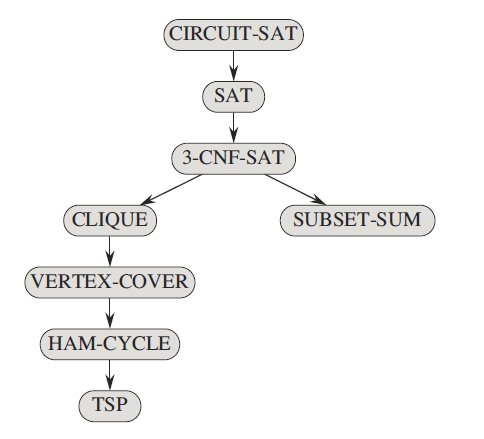 CIRCUIT-SAT
SAT
3-CNF-SAT
CLIQUE
SUBSET-SUM
VERTEX-COVER
HAM-CYCLE
TSP